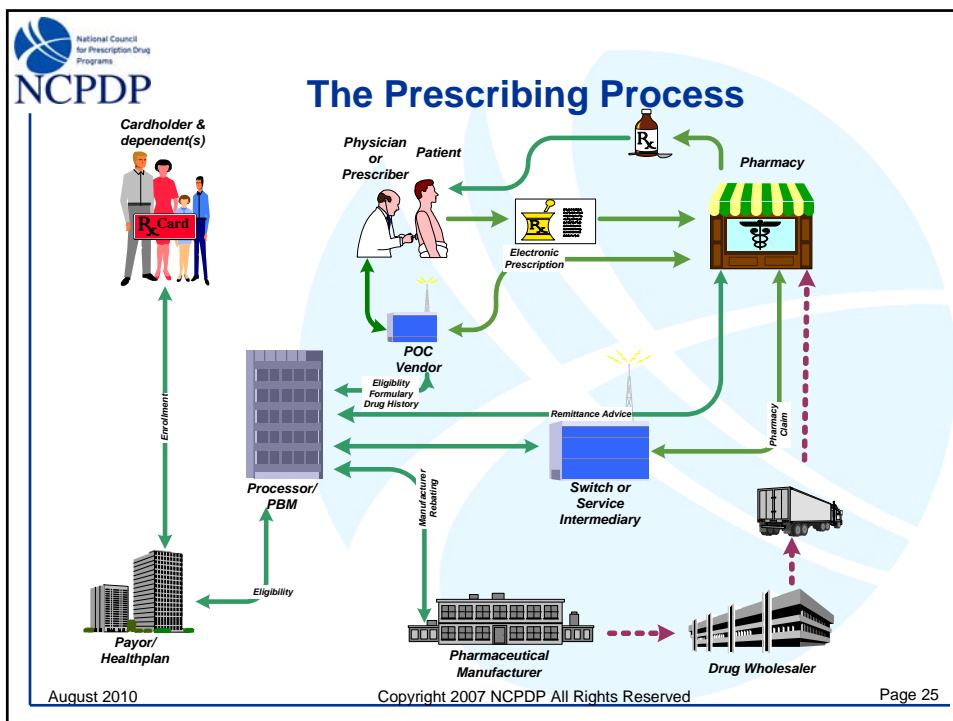 National Council
for Prescription Drug
Programs
NCPDP
The Prescribing Process
Cardholder &
dependent(s)
Physician
or
Prescriber
Patient
Rx
Pharmacy
Rx Card
Rx
Electronic
Prescription
POC
Vendor
Eligiblity
Formulary
Drug History
Enrollment
Remittance Advice
Pharmacy
Claim
Processor/
PBM
Manufacturer
Rebating
Switch or
Service
Intermediary
Eligibility
Payor/
Healthplan
Pharmaceutical
Manufacturer
Drug Wholesaler
August 2010
Copyright 2007 NCPDP All Rights Reserved
Page 25